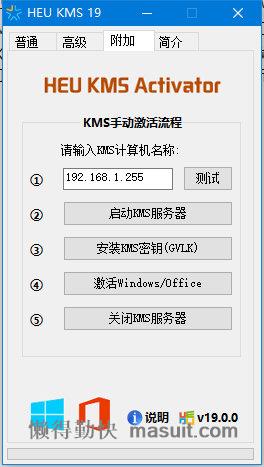 HEU KMS 19
普通 高级 附加 简介
HEU KMS Activator
KMS手动激活流程
请输入KMS计算机名称:
① 192.168.1.255 测试
② 启动KMS服务器
③ 安装KMS密钥(GVLK)
④ 激活Windows/Office
⑤ 关闭KMS服务器
说明 v19.0.0
懒得勤快 masuit.com